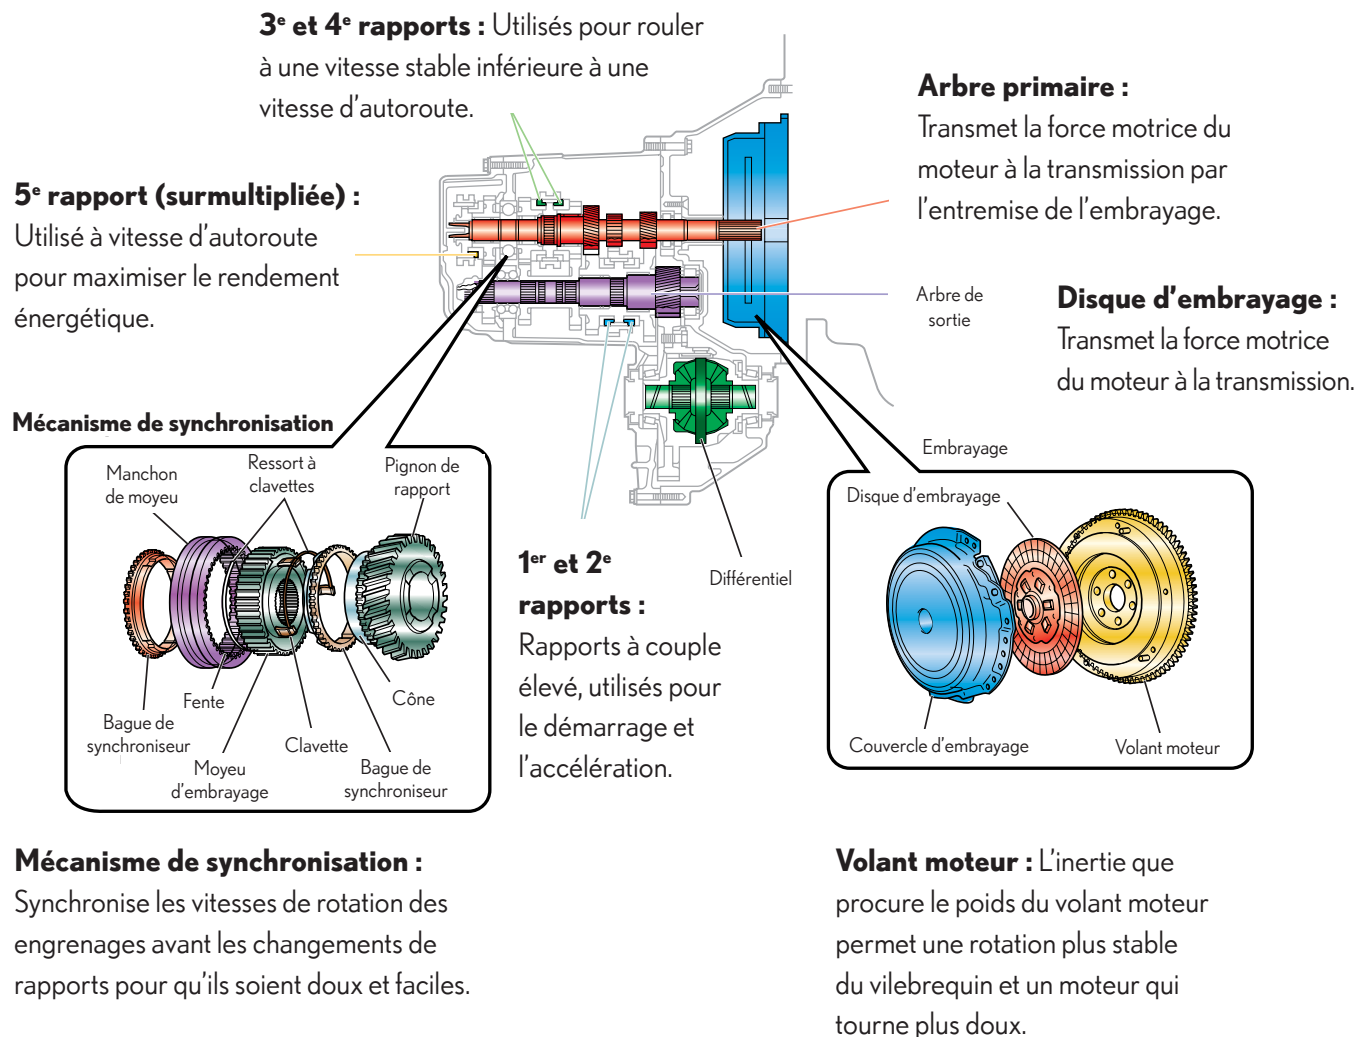 3e et 4e rapports : Utilisés pour rouler
à une vitesse stable inférieure à une
vitesse d'autoroute.
Arbre primaire :
Transmet la force motrice du
moteur à la transmission par
l'entremise de l'embrayage.
5e rapport (surmultipliée) :
Utilisé à vitesse d'autoroute
pour maximiser le rendement
énergétique.
Arbre de
sortie
Disque d'embrayage :
Transmet la force motrice
du moteur à la transmission.
Mécanisme de synchronisation
Manchon
de moyeu
Ressort à
clavettes
Pignon de
rapport
Fente
Cône
Bague de
synchroniseur
Clavette
Moyeu
d'embrayage
Bague de
synchroniseur
1er et 2e
rapports :
Rapports à couple
élevé, utilisés pour
le démarrage et
l'accélération.
Différentiel
Embrayage
Disque d'embrayage
Couvercle d'embrayage
Volant moteur
Mécanisme de synchronisation :
Synchronise les vitesses de rotation des
engrenages avant les changements de
rapports pour qu'ils soient doux et faciles.
Volant moteur : L'inertie que
procure le poids du volant moteur
permet une rotation plus stable
du vilebrequin et un moteur qui
tourne plus doux.